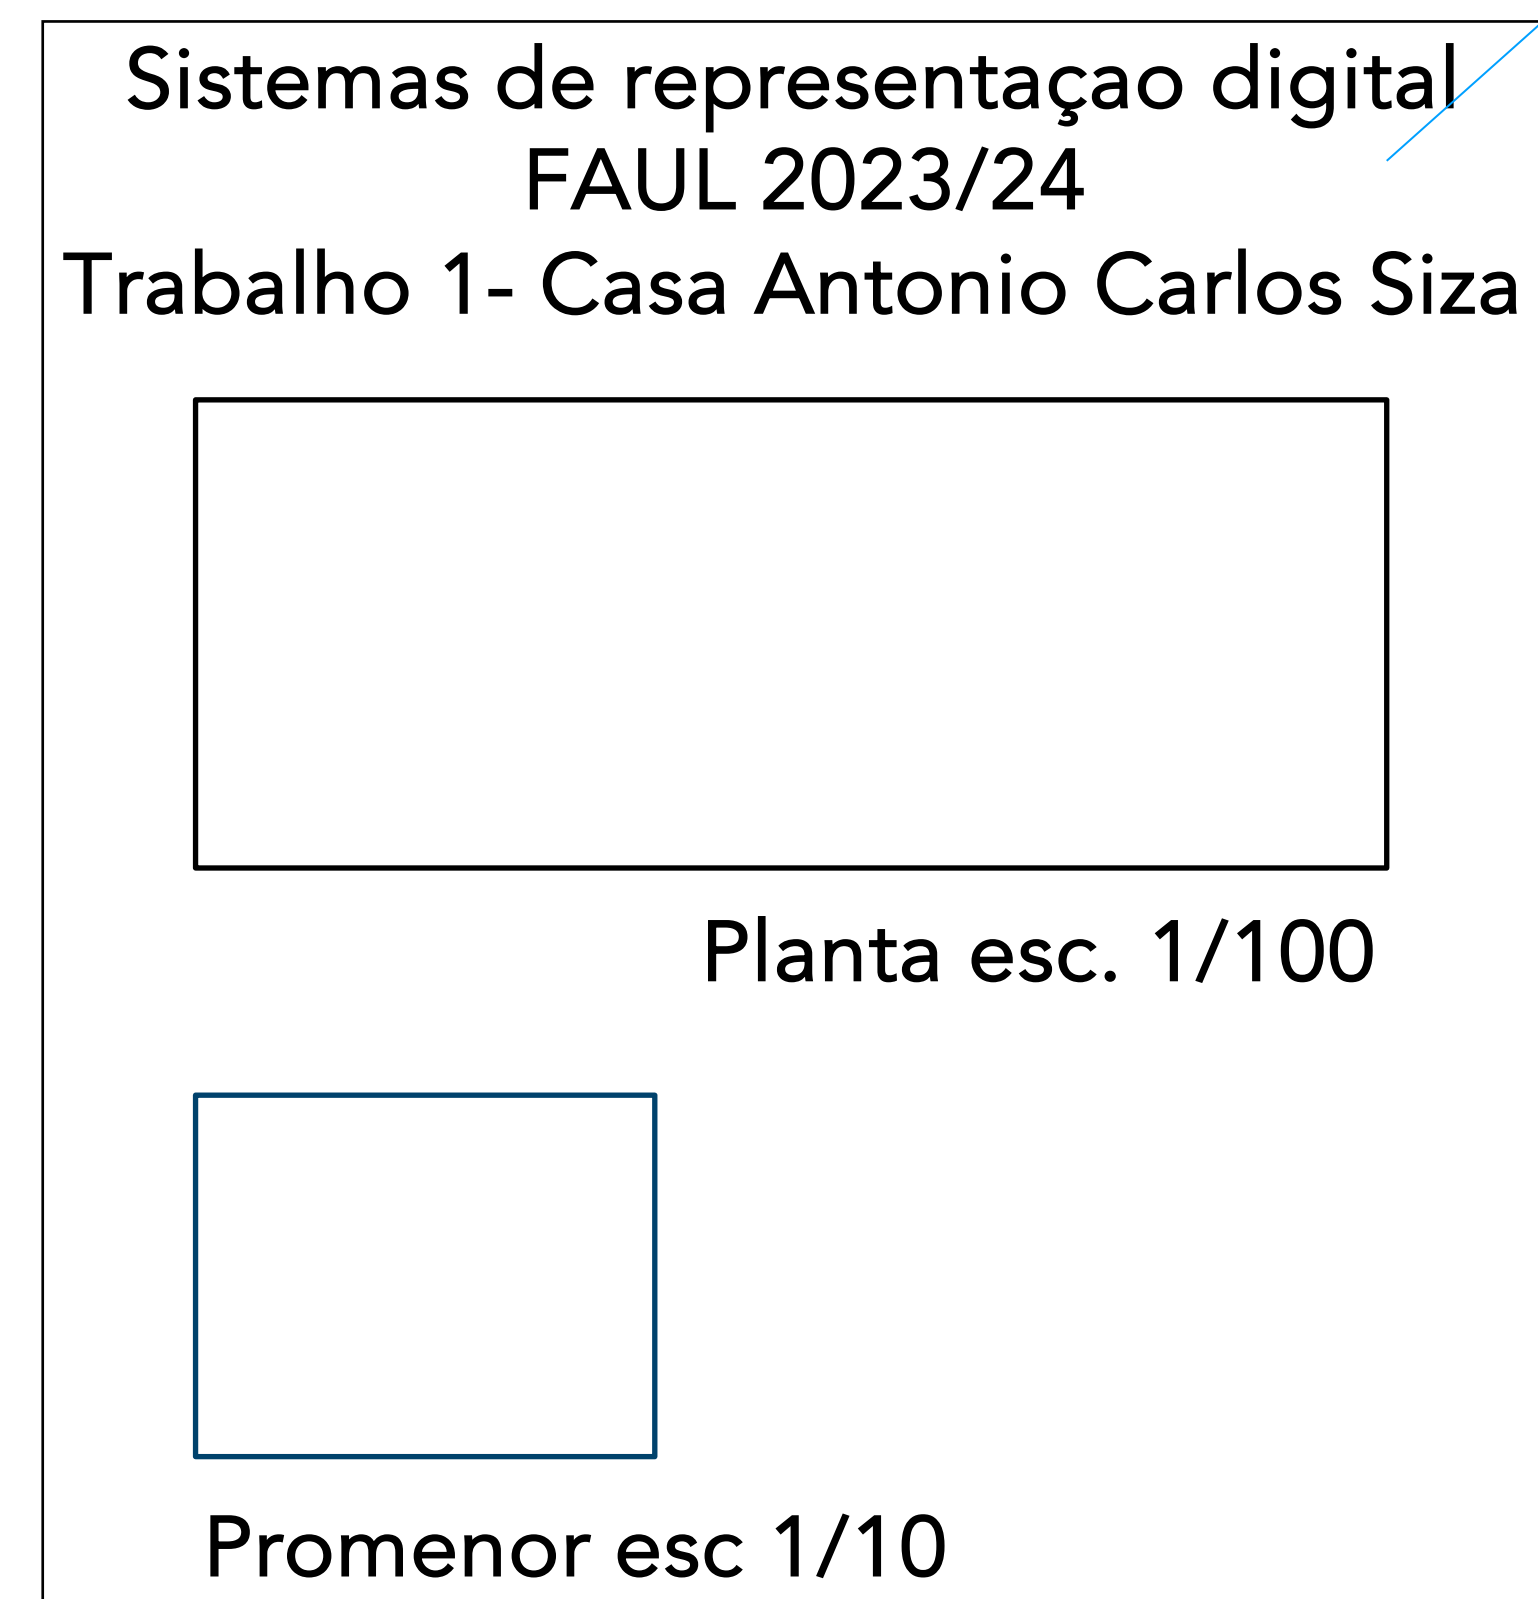 Sistemas de representaçao digital
FAUL 2023/24
Trabalho 1- Casa Antonio Carlos Siza
Planta esc. 1/100
Promenor esc 1/10